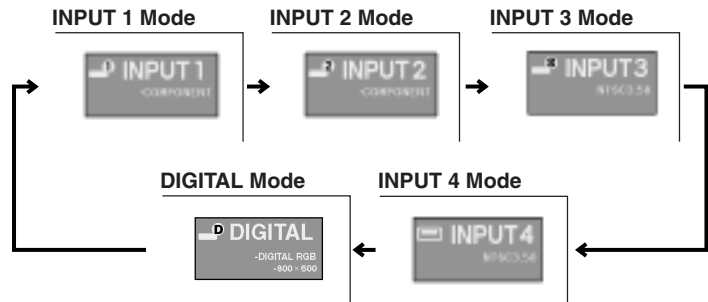 INPUT 1 Mode
INPUT 2 Mode
INPUT 3 Mode
INPUT 1
-COMPONENT
INPUT 2
-COMPONENT
INPUT3
NTSC3.58
DIGITAL Mode
INPUT 4 Mode
D DIGITAL
-DIGITAL RGB
-800×600
INPUT4
NTSC3.58